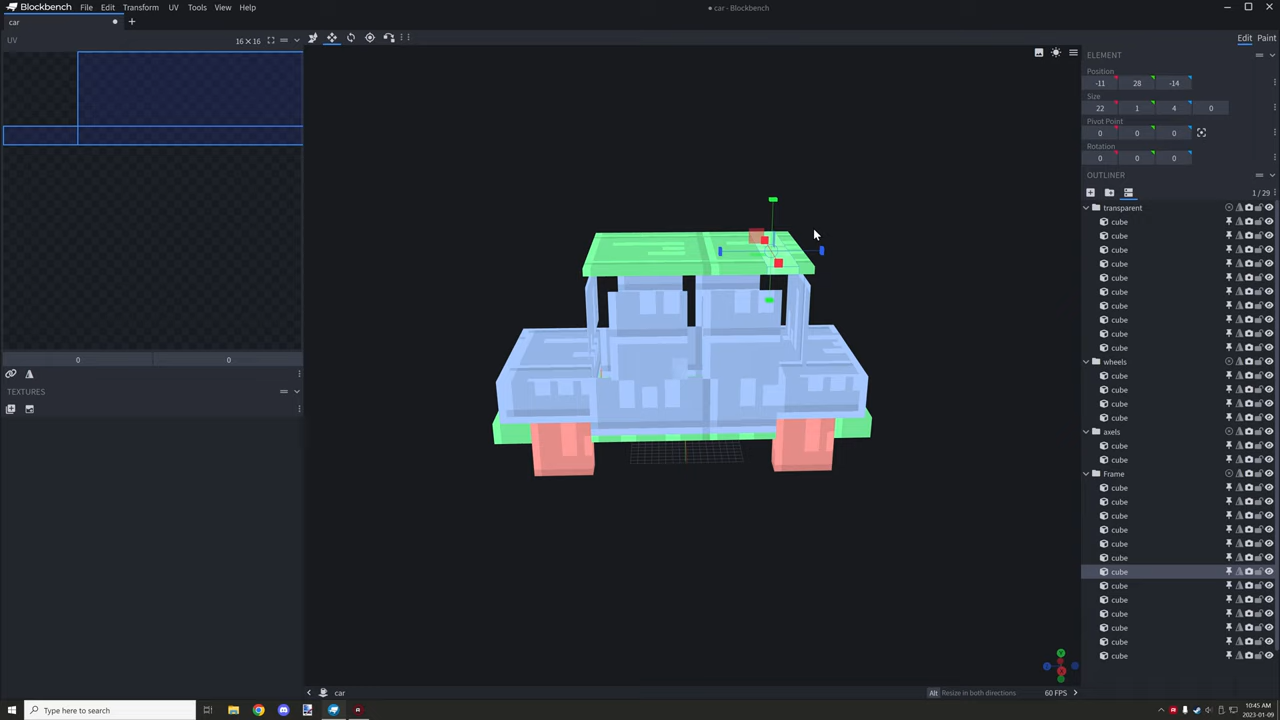 Blockbench File Edit Transform UV Tools View Help
• car - Blockbench
car
UV
16×16
Edit Paint
ELEMENT
Position
-11 28 -14
Size
22 1 4 0
Pivot Point
0 0 0
Rotation
0 0 0
OUTLINER
1/29
transparent
cube
cube
cube
cube
cube
cube
cube
cube
cube
cube
wheels
cube
cube
cube
cube
axels
cube
cube
Frame
cube
cube
cube
cube
cube
cube
cube
cube
cube
cube
cube
cube
cube
0 0
TEXTURES
car
Alt Resize in both directions 60 FPS
Type here to search
10:45 AM
2023-01-09